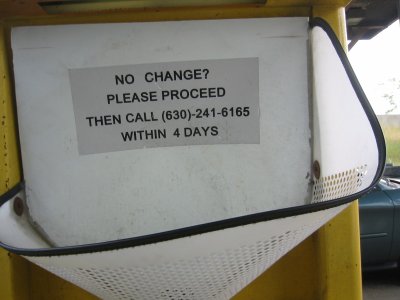 NO CHANGE?
PLEASE PROCEED
THEN CALL (630)-241-6165
WITHIN 4 DAYS